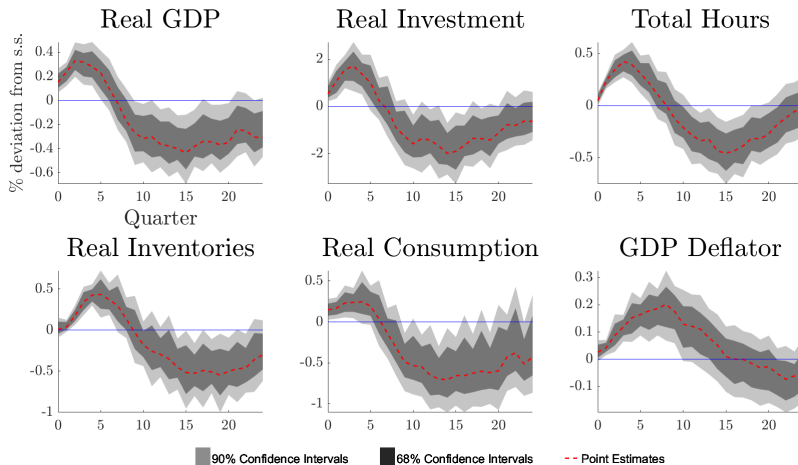 Real GDP
Real Investment
Total Hours
% deviation from s.s.
0.4
0.2
0
-0.2
-0.4
-0.6
0 5 10 15 20
Quarter
2
0
-2
0 5 10 15 20
0.5
0
-0.5
0 5 10 15 20
Real Inventories
Real Consumption
GDP Deflator
0.5
0
-0.5
-1
0 5 10 15 20
0.5
0
-0.5
-1
0 5 10 15 20
0.3
0.2
0.1
0
-0.1
0 5 10 15 20
90% Confidence Intervals
68% Confidence Intervals
Point Estimates